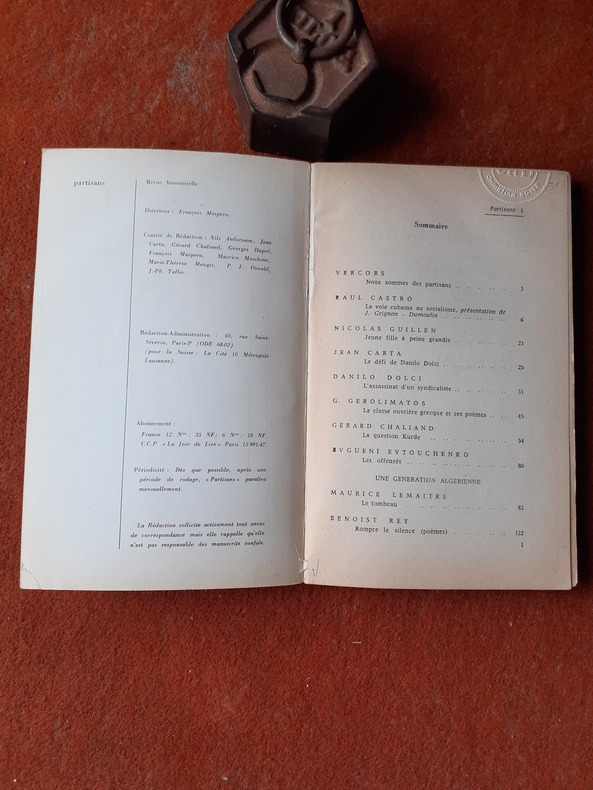 partisans
Revue bimestrielle
Directeur : François Maspero.
Comité de Rédaction : Nils Andersson, Jean
Carta, Gérard Chaliand, Georges Dupré,
François Maspero, Maurice Maschino,
Marie-Thérèse Maugis, P. J. Oswald,
J.-Ph. Talbo.
Rédaction-Administration : 40, rue Saint-
Séverin, Paris-5e (ODE 68-02).
(pour la Suisse : La Cité 10 Métropole
Lausanne).
Abonnement :
France 12 Nos : 35 NF; 6 Nos : 18 NF.
C.C.P. « La Joie de Lire » Paris 15 991-47.
Périodicité : Dès que possible, après une
période de rodage, « Partisans » paraîtra
mensuellement.
La Rédaction sollicite activement tout envoi
de correspondance mais elle rappelle qu'elle
n'est pas responsable des manuscrits confiés.
Partisans 1
Sommaire
VERCORS
Nous sommes des partisans . . . . . . 3
RAUL CASTRO
La voie cubaine au socialisme, présentation de
J. Grignon - Dumoulin . . . . . . . . 6
NICOLAS GUILLEN
Jeune fille à peine grandie . . . . . . 23
JEAN CARTA
Le défi de Danilo Dolci . . . . . . 25
DANILO DOLCI
L'assassinat d'un syndicaliste . . . . . . 31
G. GEROLIMATOS
La classe ouvrière grecque et ses poèmes . . 45
GERARD CHALIAND
La question Kurde . . . . . . . . 54
EVGUENI EVTOUCHENKO
Les offensés . . . . . . . . 80
UNE GENERATION ALGERIENNE
MAURICE LEMAITRE
Le tombeau . . . . . . . . 82
BENOIST REY
Rompre le silence (poèmes) . . . . . . 122
1